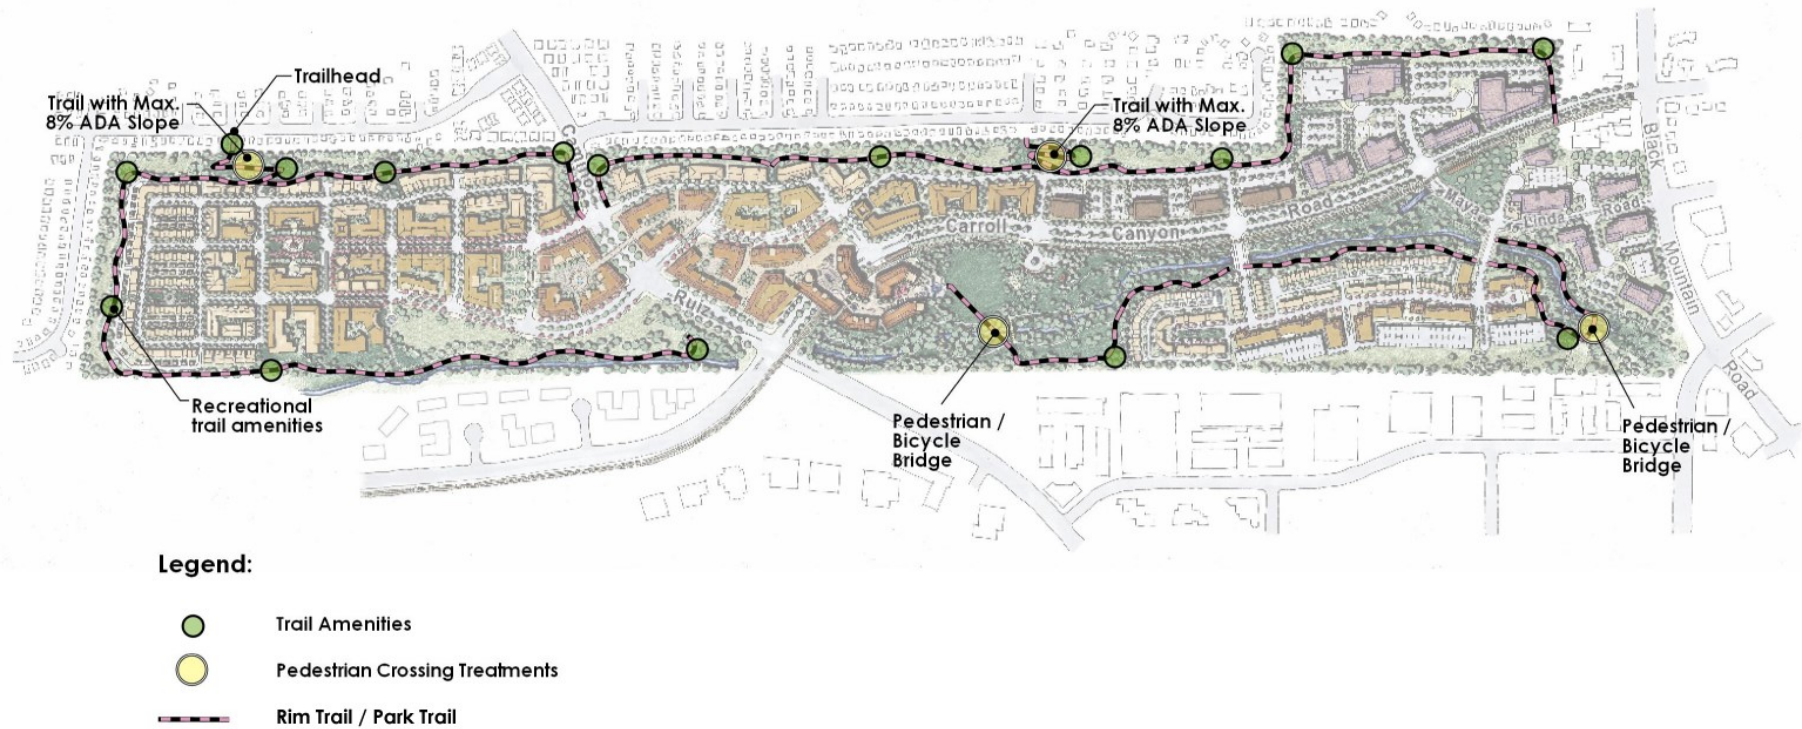 Trailhead
Trail with Max.
8% ADA Slope
Trail with Max.
8% ADA Slope
Back
Mountain
Road
Maya
Linda
Road
Road
Carroll
Canyon
Ruiz
Recreational
trail amenities
Pedestrian /
Bicycle
Bridge
Pedestrian /
Bicycle
Bridge
Legend:
Trail Amenities
Pedestrian Crossing Treatments
Rim Trail / Park Trail